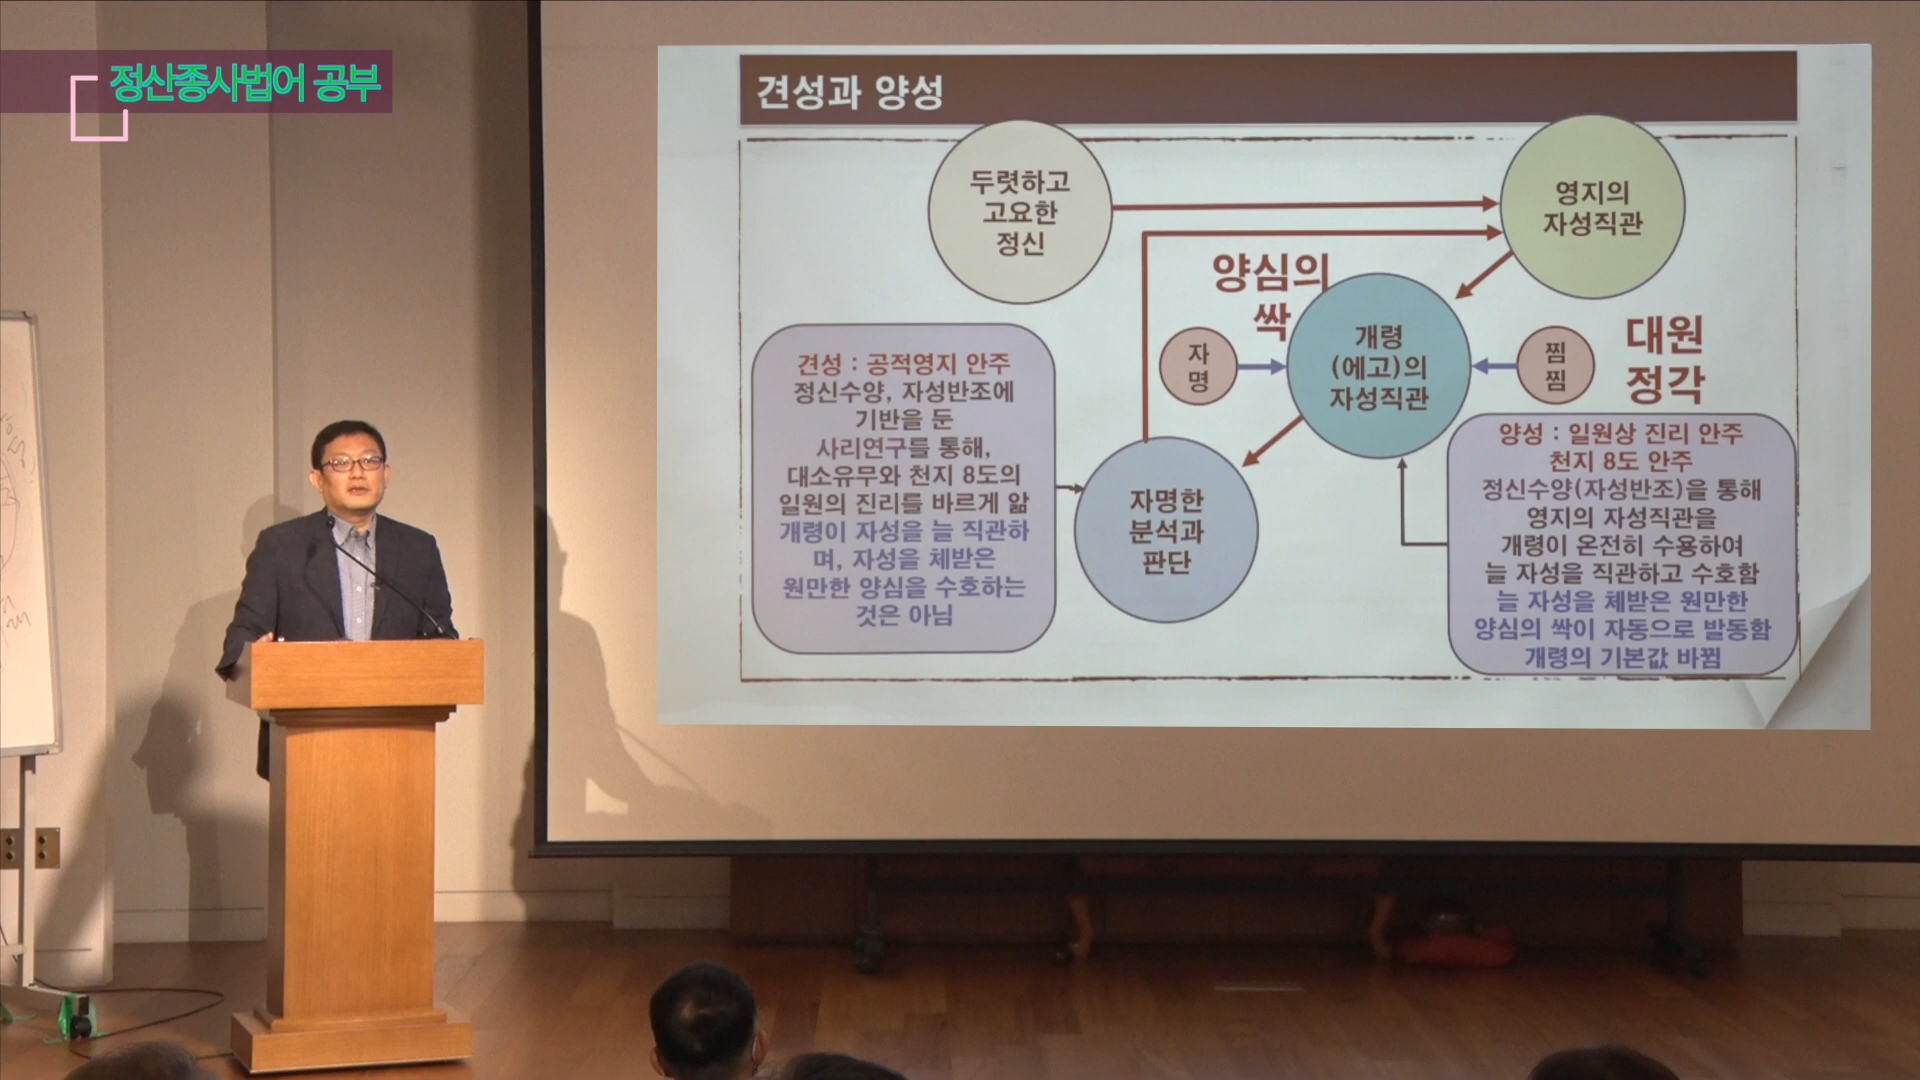 정산종사법어 공부
견성과 양성
두렷하고
고요한
정신
영지의
자성직관
양심의
싹
개령
(에고)의
자성직관
자
명
찜
찜
대원
정각
견성 : 공적영지 안주
정신수양, 자성반조에
기반을 둔
사리연구를 통해,
대소유무와 천지 8도의
일원의 진리를 바르게 앎
개령이 자성을 늘 직관하
며, 자성을 체받은
원만한 양심을 수호하는
것은 아님
자명한
분석과
판단
양성 : 일원상 진리 안주
천지 8도 안주
정신수양(자성반조)을 통해
영지의 자성직관을
개령이 온전히 수용하여
늘 자성을 직관하고 수호함
늘 자성을 체받은 원만한
양심의 싹이 자동으로 발동함
개령의 기본값 바뀜